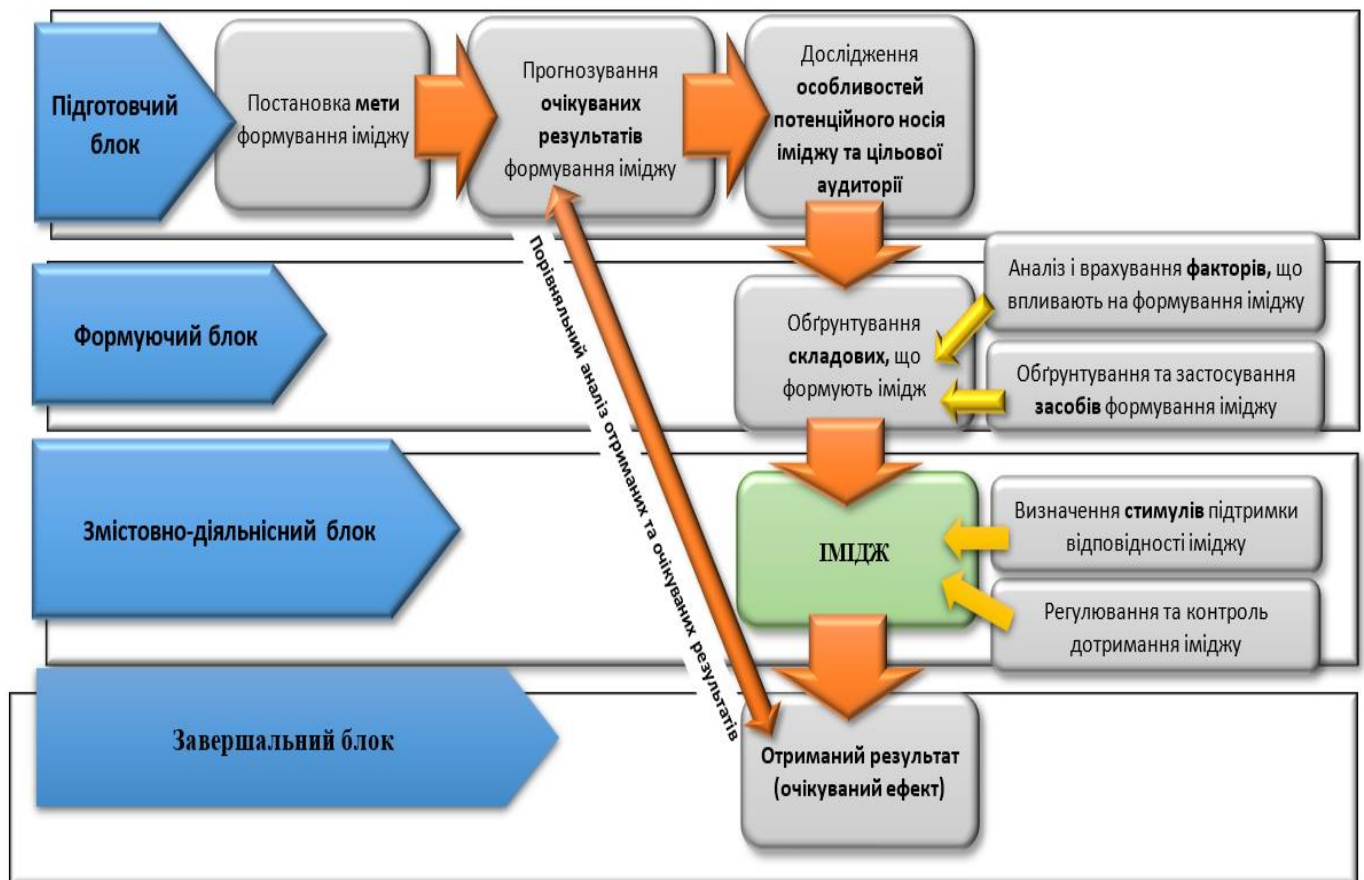 Підготовчий
блок
Постановка мети
формування іміджу
Прогнозування
очікуваних
результатів
формування іміджу
Дослідження
особливостей
потенційного носія
іміджу та цільової
аудиторії
Порівняльний аналіз отриманих та очікуваних результатів
Формуючий блок
Обґрунтування
складових, що
формують імідж
Аналіз і врахування факторів, що
впливають на формування іміджу
Обґрунтування та застосування
засобів формування іміджу
Змістовно-діяльнісний блок
ІМІДЖ
Визначення стимулів підтримки
відповідності іміджу
Регулювання та контроль
дотримання іміджу
Завершальний блок
Отриманий результат
(очікуваний ефект)